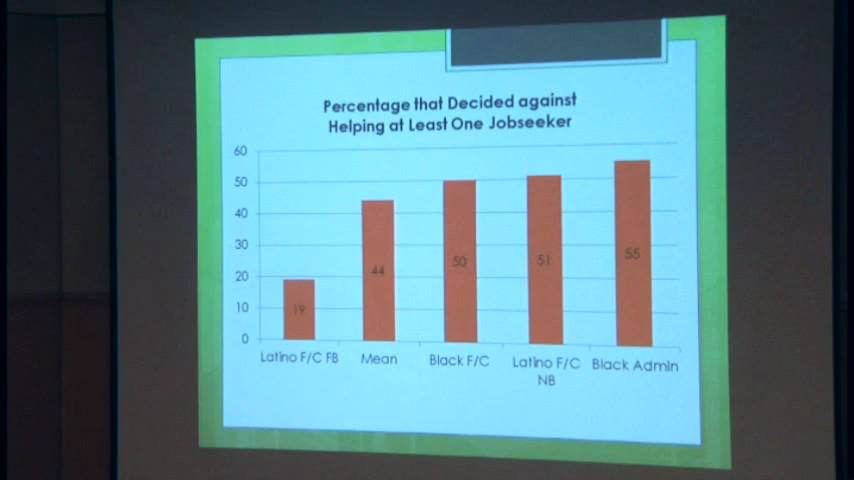 Percentage that Decided against
Helping at Least One Jobseeker
60
50
40
30
20
10
0
19
44
50
51
55
Latino F/C FB
Mean
Black F/C
Latino F/C
NB
Black Admin